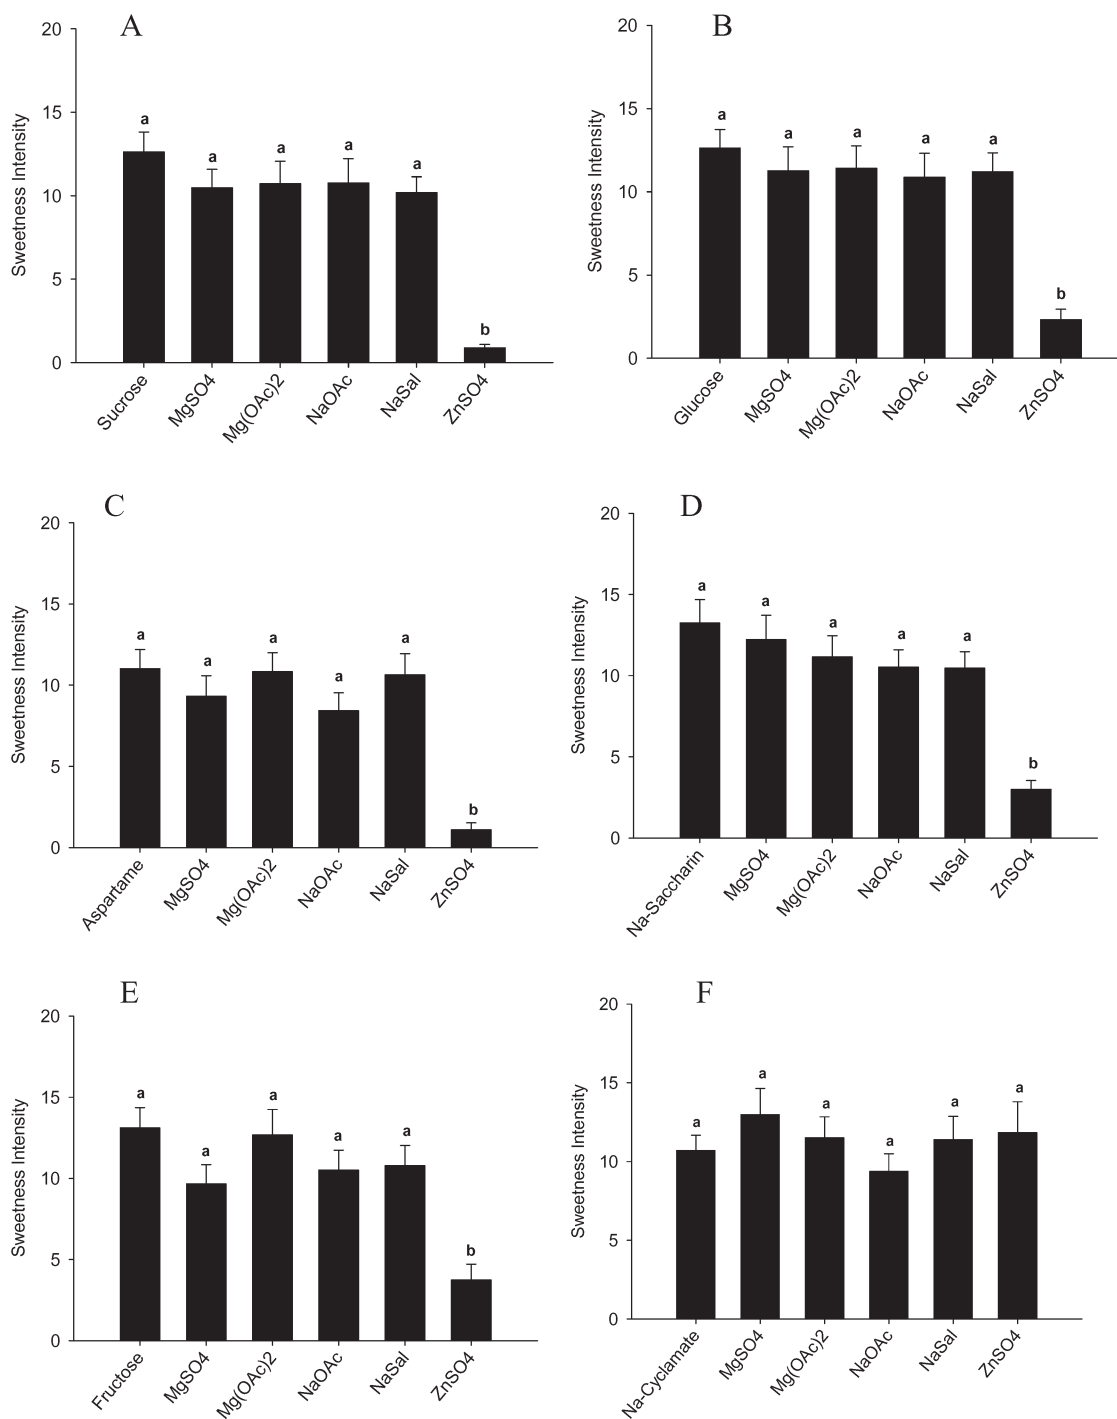 A
20
15
10
5
0
Sweetness Intensity
a
a
a
a
a
b
Sucrose
MgSO4
Mg(OAc)2
NaOAc
NaSal
ZnSO4
B
20
15
10
5
0
Sweetness Intensity
a
a
a
a
a
b
Glucose
MgSO4
Mg(OAc)2
NaOAc
NaSal
ZnSO4
C
20
15
10
5
0
Sweetness Intensity
a
a
a
a
a
b
Aspartame
MgSO4
Mg(OAc)2
NaOAc
NaSal
ZnSO4
D
20
15
10
5
0
Sweetness Intensity
a
a
a
a
a
b
Na-Saccharin
MgSO4
Mg(OAc)2
NaOAc
NaSal
ZnSO4
E
20
15
10
5
0
Sweetness Intensity
a
a
a
a
a
b
Fructose
MgSO4
Mg(OAc)2
NaOAc
NaSal
ZnSO4
F
20
15
10
5
0
Sweetness Intensity
a
a
a
a
a
a
Na-Cyclamate
MgSO4
Mg(OAc)2
NaOAc
NaSal
ZnSO4